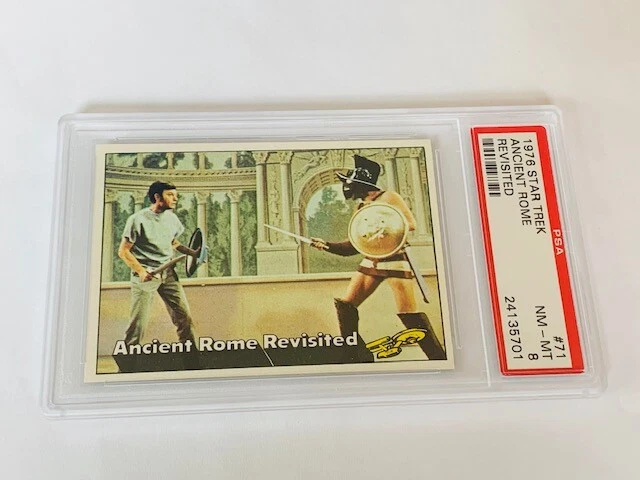 Ancient Rome Revisited
1976 STAR TREK
ANCIENT ROME
REVISITED
PSA
#71
NM - MT 8
24135701